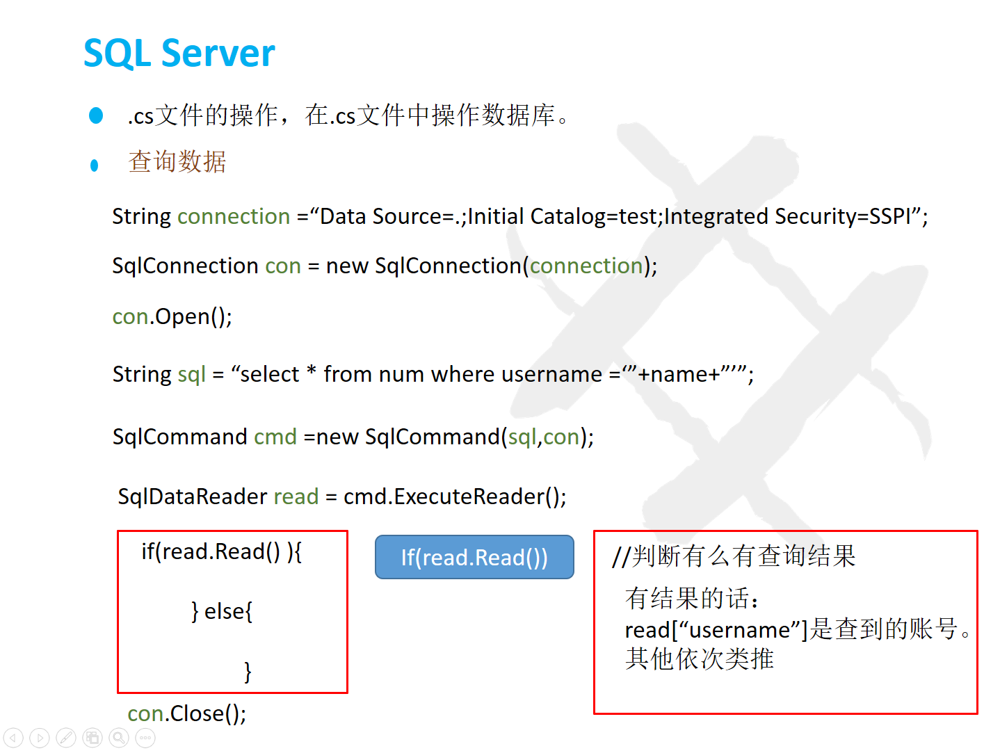 SQL Server
.cs文件的操作，在.cs文件中操作数据库。
查询数据
String connection =“Data Source=.;Initial Catalog=test;Integrated Security=SSPI”;
SqlConnection con = new SqlConnection(connection);
con.Open();
String sql = “select * from num where username =‘”+name+”’”;
SqlCommand cmd =new SqlCommand(sql,con);
SqlDataReader read = cmd.ExecuteReader();
if(read.Read() ){
} else{
}
If(read.Read())
//判断有么有查询结果
有结果的话：
read[“username”]是查到的账号。
其他依次类推
con.Close();